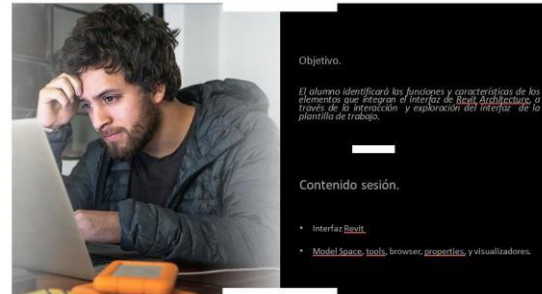 Objetivo.
El alumno identificará las funciones y características de los
elementos que integran el interfaz de Revit Architecture, a
través de la interacción y exploración del interfaz de la
plantilla de trabajo.
Contenido sesión.
• Interfaz Revit
• Model Space, tools, browser, properties, y visualizadores.